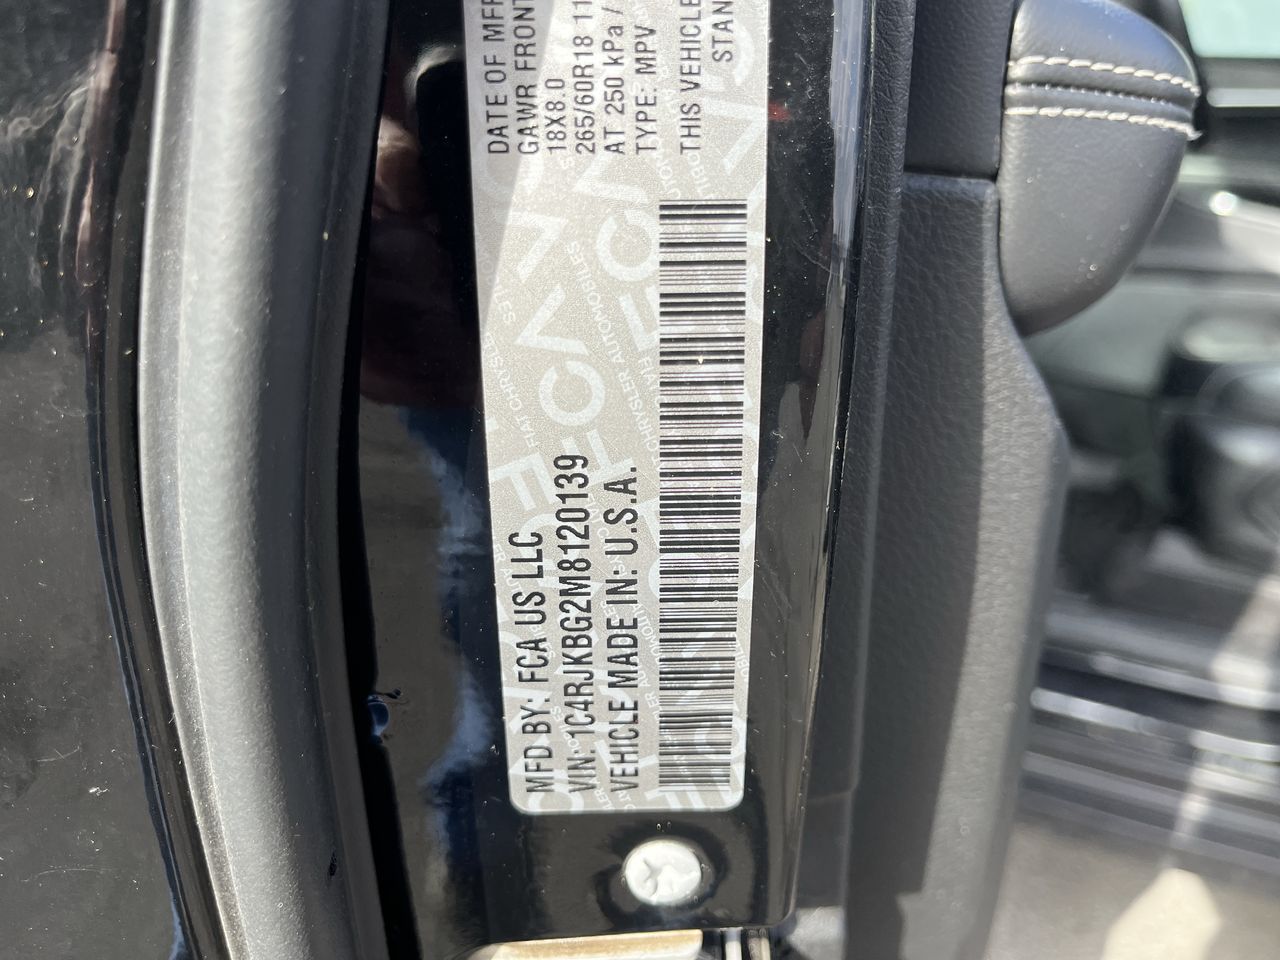 MFD BY: FCA US LLC
VIN: 1C4RJKBG2M8120139
VEHICLE MADE IN: U.S.A.
DATE OF MFR
GAWR FRONT
18X8.0
265/60R18 11
AT 250 kPa /
TYPE: MPV
THIS VEHICLE
STAN